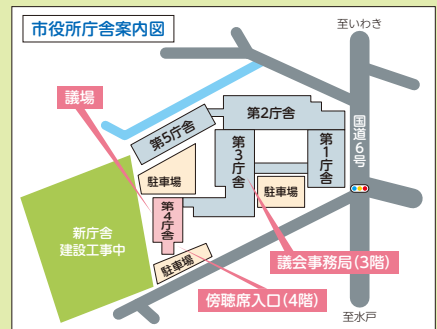 市役所庁舎案内図
至いわき
議場
第2庁舎
国道6号
第5庁舎
第3庁舎
第1庁舎
駐車場
駐車場
第4庁舎
新庁舎
建設工事中
議会事務局(3階)
駐車場
傍聴席入口(4階)
至水戸